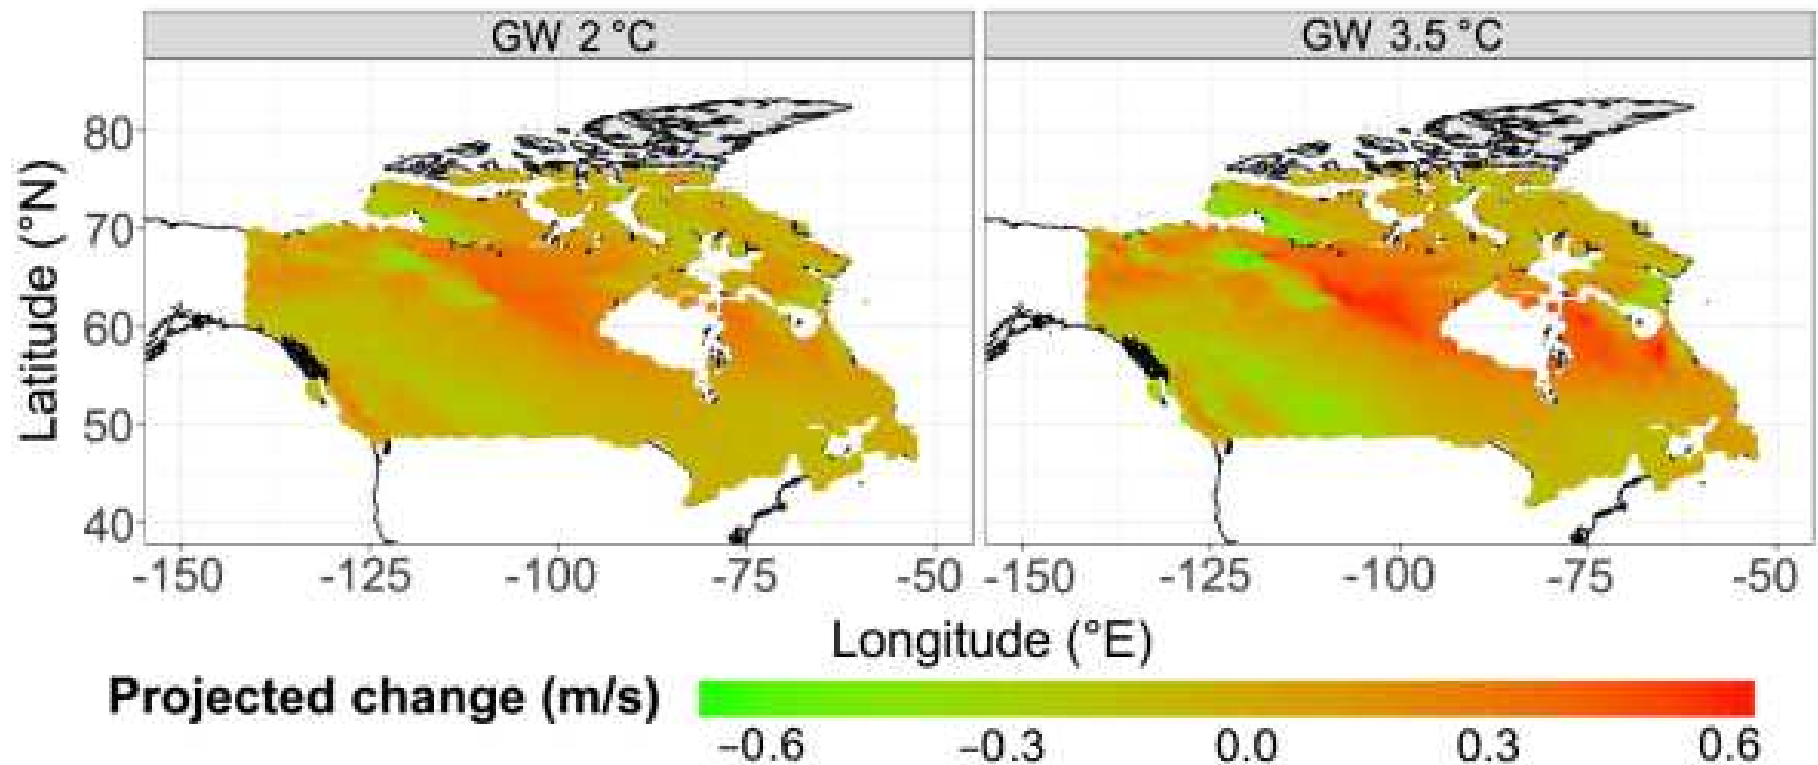 GW 2 °C GW 3.5 °C
80
70
60
50
40
Latitude (°N)
-150 -125 -100 -75 -50 -150 -125 -100 -75 -50
Longitude (°E)
Projected change (m/s)
−0.6 −0.3 0.0 0.3 0.6